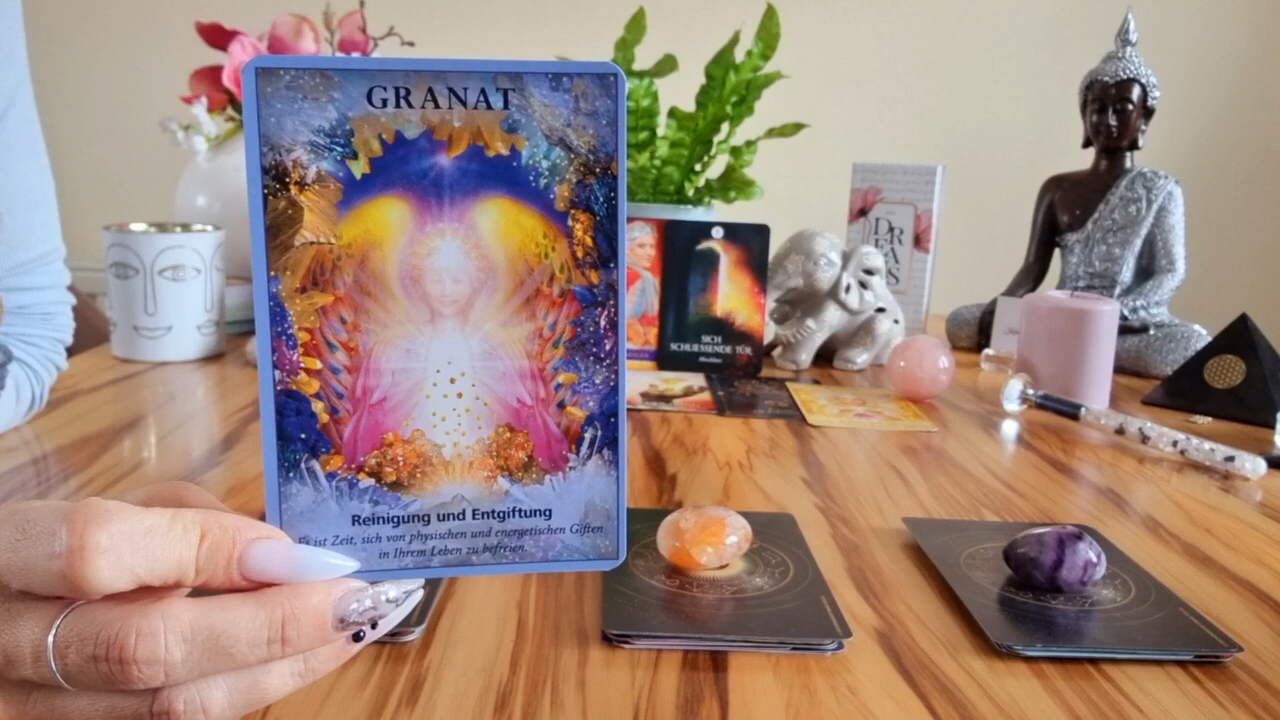 GRANAT
Reinigung und Entgiftung
Es ist Zeit, sich von physischen und energetischen Giften
in Ihrem Leben zu befreien.
SICH
SCHLIESSENDE TÜR